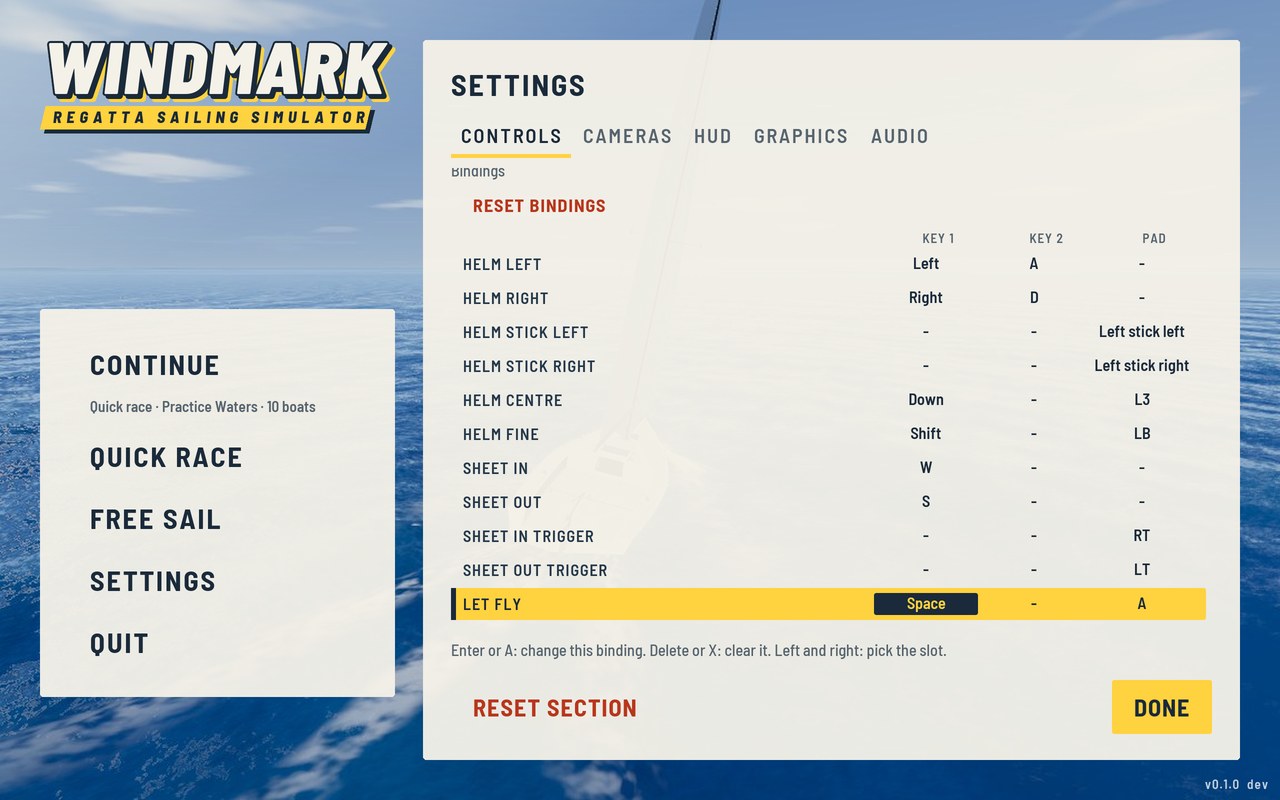 WINDMARK
REGATTA SAILING SIMULATOR
CONTINUE
Quick race · Practice Waters · 10 boats
QUICK RACE
FREE SAIL
SETTINGS
QUIT
SETTINGS
CONTROLS CAMERAS HUD GRAPHICS AUDIO
Bindings
RESET BINDINGS
KEY 1 KEY 2 PAD
HELM LEFT Left A -
HELM RIGHT Right D -
HELM STICK LEFT - - Left stick left
HELM STICK RIGHT - - Left stick right
HELM CENTRE Down - L3
HELM FINE Shift - LB
SHEET IN W - -
SHEET OUT S - -
SHEET IN TRIGGER - - RT
SHEET OUT TRIGGER - - LT
LET FLY Space - A
Enter or A: change this binding. Delete or X: clear it. Left and right: pick the slot.
RESET SECTION DONE
v0.1.0 dev